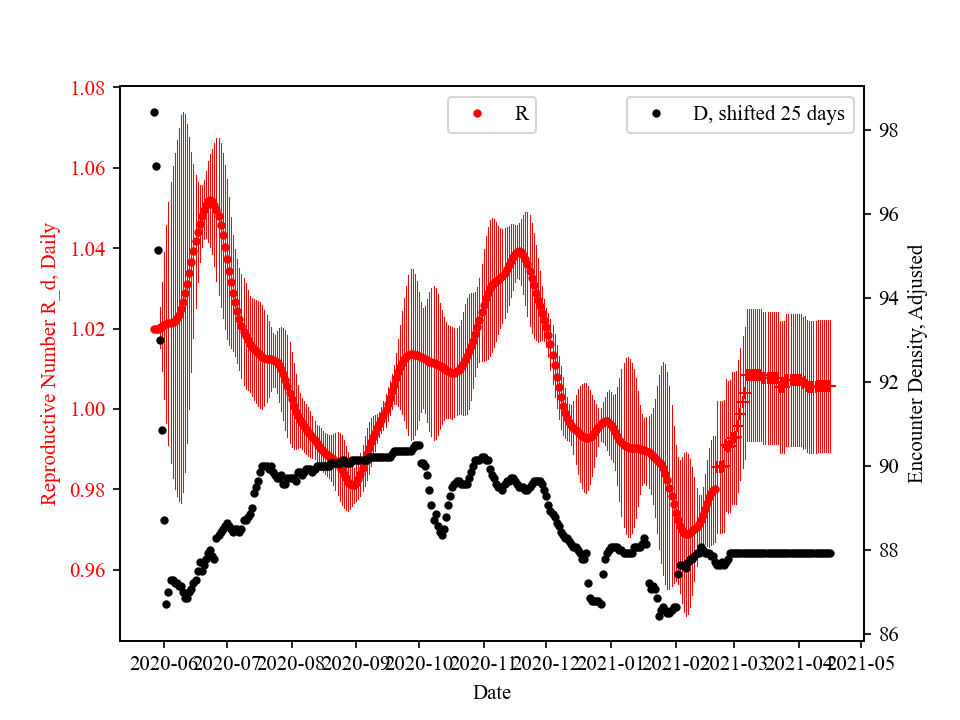 R
D, shifted 25 days
1.08
1.06
1.04
1.02
1.00
0.98
0.96
Reproductive Number R_d, Daily
98
96
94
92
90
88
86
Encounter Density, Adjusted
2020-06 2020-07 2020-08 2020-09 2020-10 2020-11 2020-12 2021-01 2021-02 2021-03 2021-04 2021-05
Date